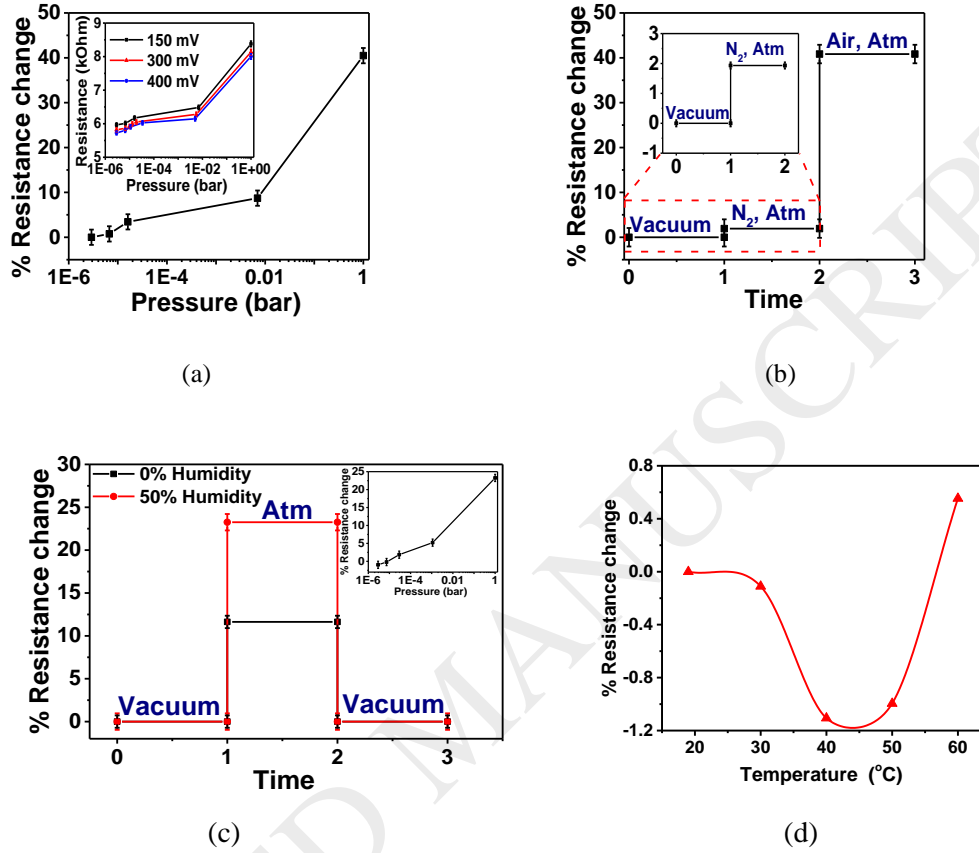 50
40
30
20
10
0
% Resistance change
1E-6
1E-4
0.01
1
Pressure (bar)
9
8
7
6
5
Resistance (kOhm)
150 mV
300 mV
400 mV
1E-06
1E-04
1E-02
1E+00
Pressure (bar)
(a)
50
40
30
20
10
0
% Resistance change
0
1
2
3
Time
Air, Atm
Vacuum
N2, Atm
3
2
1
0
-1
0
1
2
Vacuum
N2, Atm
(b)
30
25
20
15
10
5
0
% Resistance change
0% Humidity
50% Humidity
Atm
Vacuum
Vacuum
0
1
2
3
Time
25
20
15
10
5
0
% Resistance change
1E-6
1E-4
0.01
1
Pressure (bar)
(c)
0.8
0.4
0.0
-0.4
-0.8
-1.2
% Resistance change
20
30
40
50
60
Temperature (oC)
(d)
ED MANUSCRIPT